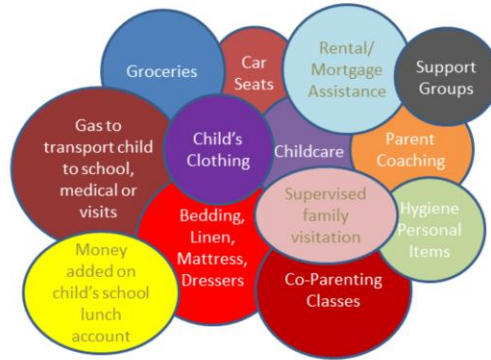 Groceries
Car
Seats
Rental/
Mortgage
Assistance
Support
Groups
Gas to
transport child
to school,
medical or
visits
Child's
Clothing
Childcare
Parent
Coaching
Bedding,
Linen,
Mattress,
Dressers
Supervised
family
visitation
Hygiene
Personal
Items
Money
added on
child's school
lunch
account
Co-Parenting
Classes